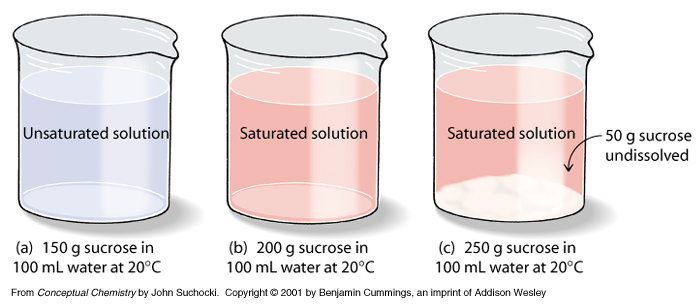 Unsaturated solution
Saturated solution
Saturated solution
50 g sucrose
undissolved
(a) 150 g sucrose in
100 mL water at 20°C
(b) 200 g sucrose in
100 mL water at 20°C
(c) 250 g sucrose in
100 mL water at 20°C
From Conceptual Chemistry by John Suchocki. Copyright © 2001 by Benjamin Cummings, an imprint of Addison Wesley